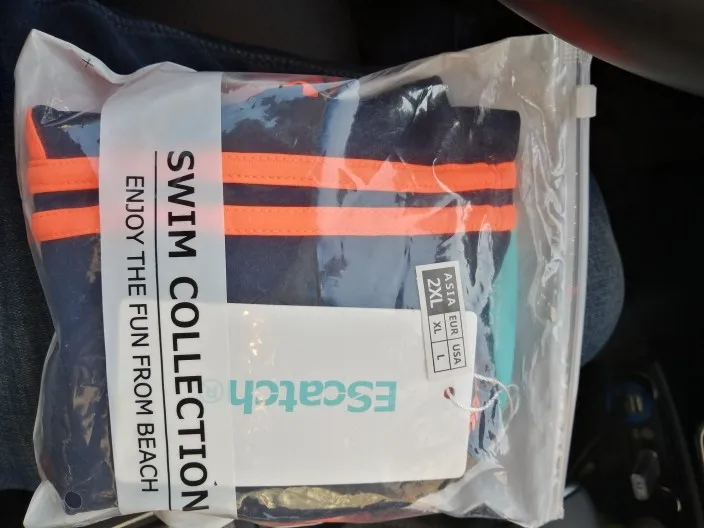 SWIM COLLECTION
ENJOY THE FUN FROM BEACH
ASIA EUR USA
2XL XL L
EScatch®